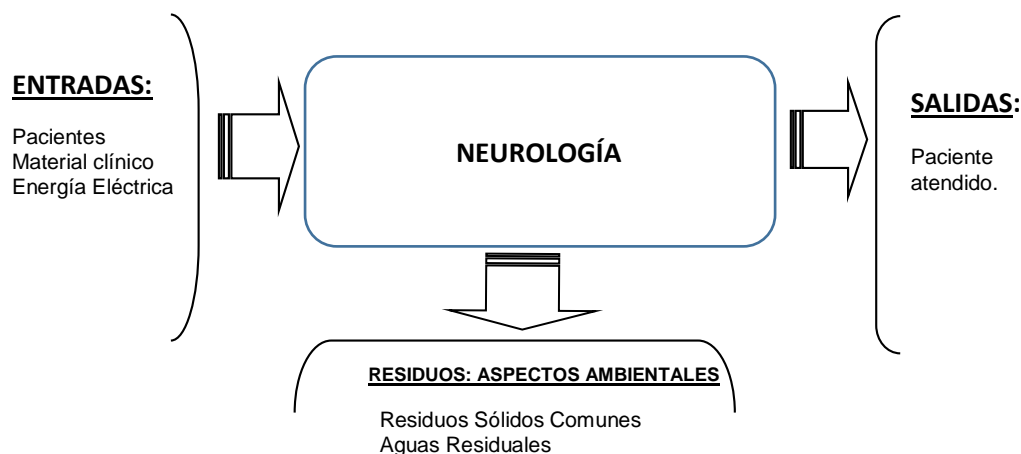 ENTRADAS:
Pacientes
Material clínico
Energía Eléctrica
NEUROLOGÍA
SALIDAS:
Paciente
atendido.
RESIDUOS: ASPECTOS AMBIENTALES
Residuos Sólidos Comunes
Aguas Residuales